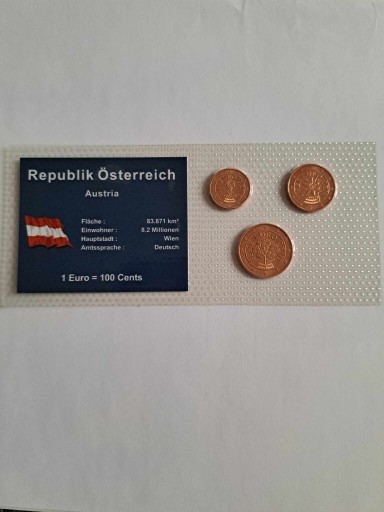 Republik Österreich
Austria
Fläche : 83.871 km²
Einwohner : 8.2 Millionen
Hauptstadt : Wien
Amtssprache : Deutsch
1 Euro = 100 Cents